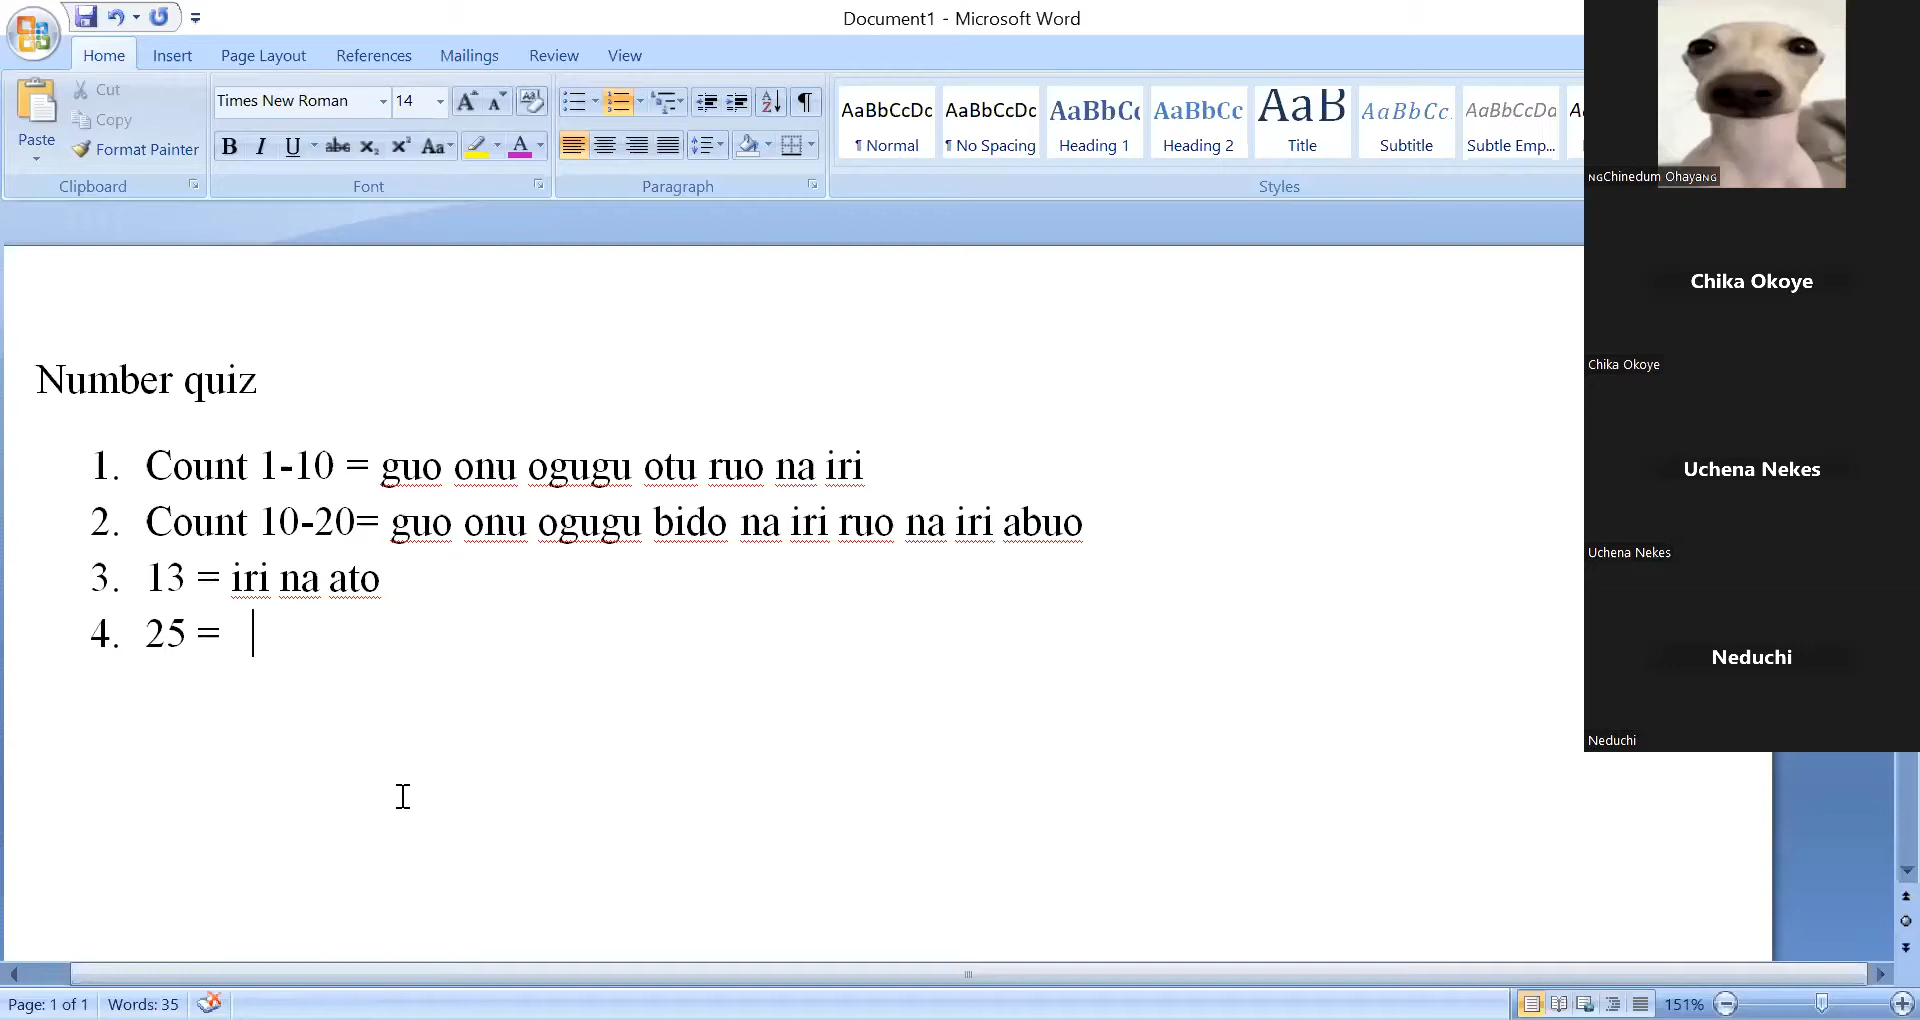 Document1 - Microsoft Word
Home Insert Page Layout References Mailings Review View
Paste
Cut
Copy
Format Painter
Clipboard
Times New Roman 14
Font
Paragraph
AaBbCcDc AaBbCcDc AaBbCc AaBbCc AaB AaBbCc. AaBbCcDa
¶ Normal ¶ No Spacing Heading 1 Heading 2 Title Subtitle Subtle Emp...
Styles
Number quiz
1. Count 1-10 = guo onu ogugu otu ruo na iri
2. Count 10-20= guo onu ogugu bido na iri ruo na iri abuo
3. 13 = iri na ato
4. 25 =
NGChinedum OhayaNG
Chika Okoye
Chika Okoye
Uchena Nekes
Uchena Nekes
Neduchi
Neduchi
Page: 1 of 1 Words: 35
151%